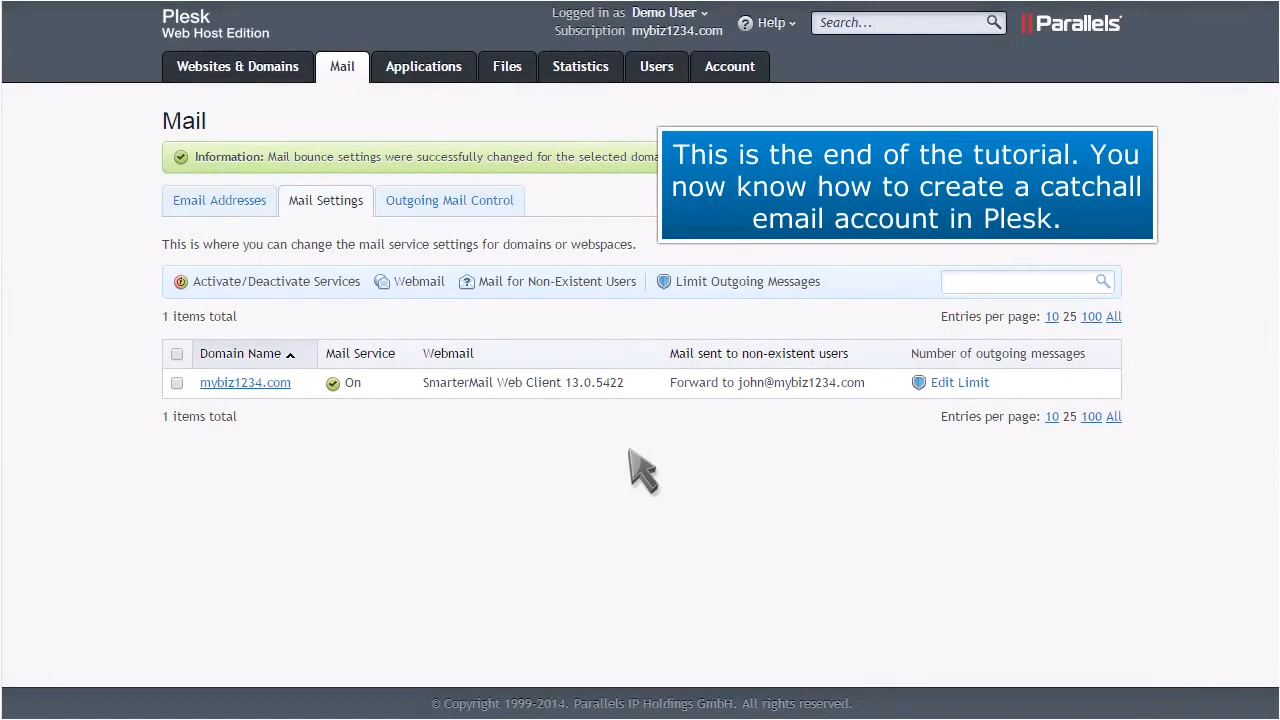 Plesk
Web Host Edition
Logged in as Demo User
Subscription mybiz1234.com
? Help
Search...
Parallels
Websites & Domains
Mail
Applications
Files
Statistics
Users
Account
Mail
Information: Mail bounce settings were successfully changed for the selected doma
This is the end of the tutorial. You
now know how to create a catchall
email account in Plesk.
Email Addresses
Mail Settings
Outgoing Mail Control
This is where you can change the mail service settings for domains or webspaces.
Activate/Deactivate Services
Webmail
Mail for Non-Existent Users
Limit Outgoing Messages
1 items total
Entries per page: 10 25 100 All
Domain Name
Mail Service
Webmail
Mail sent to non-existent users
Number of outgoing messages
mybiz1234.com
On
SmarterMail Web Client 13.0.5422
Forward to john@mybiz1234.com
Edit Limit
1 items total
Entries per page: 10 25 100 All
© Copyright 1999-2014. Parallels IP Holdings GmbH. All rights reserved.